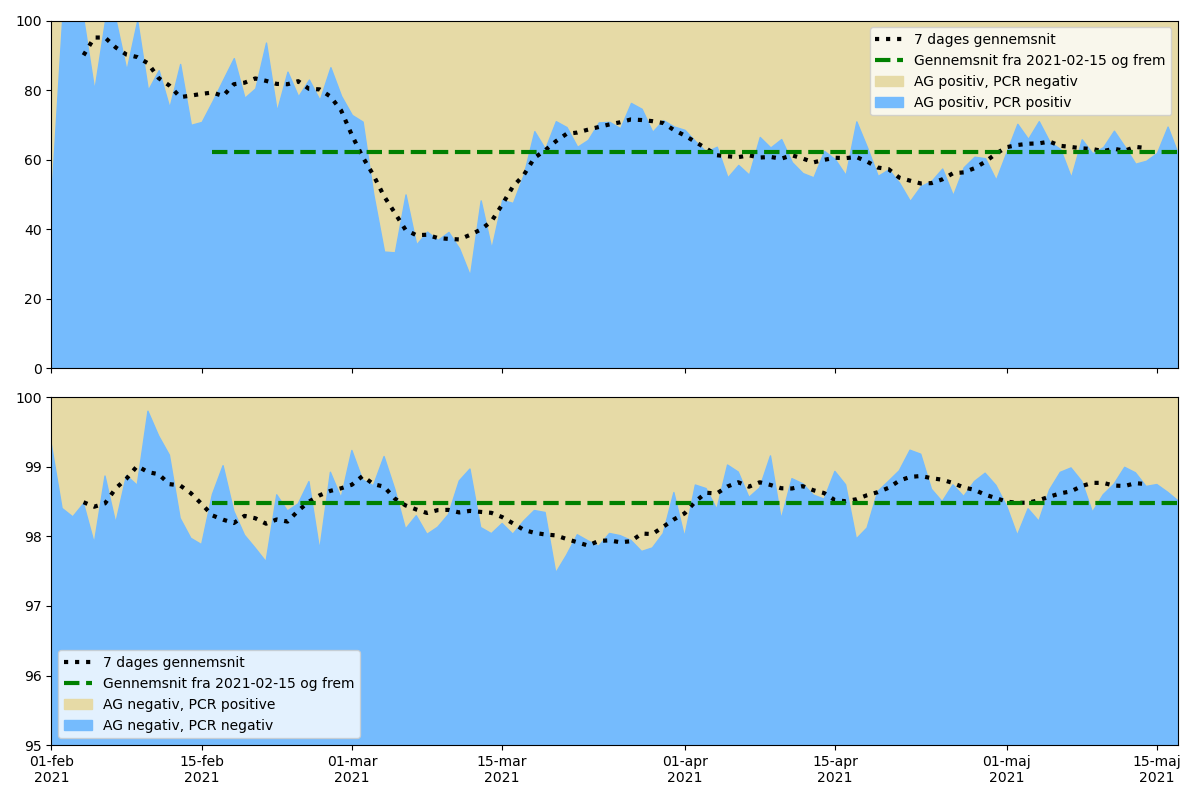 100
80
60
40
20
0
7 dages gennemsnit
Gennemsnit fra 2021-02-15 og frem
AG positiv, PCR negativ
AG positiv, PCR positiv
100
99
98
97
96
95
7 dages gennemsnit
Gennemsnit fra 2021-02-15 og frem
AG negativ, PCR positive
AG negativ, PCR negativ
01-feb 15-feb 01-mar 15-mar 01-apr 15-apr 01-maj 15-maj
2021 2021 2021 2021 2021 2021 2021 2021